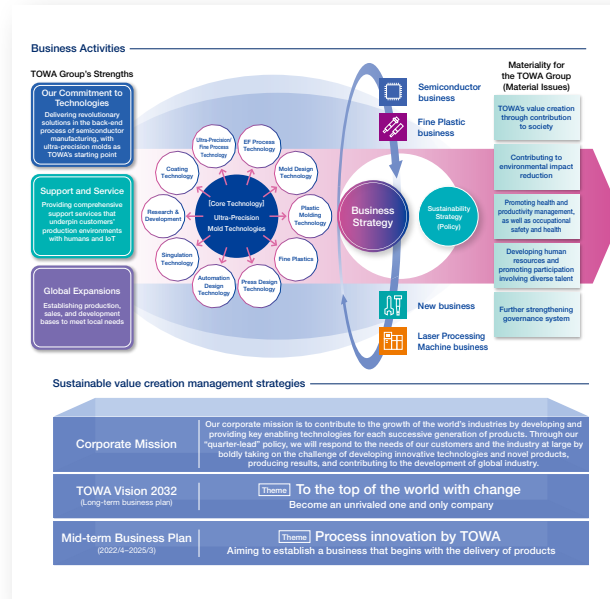 Business Activities
TOWA Group's Strengths
Our Commitment to
Technologies
Delivering revolutionary
solutions in the back-end
process of semiconductor
manufacturing, with
ultra-precision molds as
TOWA's starting point
Support and Service
Providing comprehensive
support services that
underpin customers'
production environments
with humans and IoT
Global Expansions
Establishing production,
sales, and development
bases to meet local needs
Ultra-Precision/
Fine Process
Technology
EF Process
Technology
Coating
Technology
Mold Design
Technology
Research &
Development
[Core Technology]
Ultra-Precision
Mold Technologies
Plastic
Molding
Technology
Singulation
Technology
Fine Plastics
Automation
Design
Technology
Press Design
Technology
Semiconductor
business
Fine Plastic
business
Business
Strategy
Sustainability
Strategy
(Policy)
New business
Laser Processing
Machine business
Materiality for
the TOWA Group
(Material Issues)
TOWA's value creation
through contribution
to society
Contributing to
environmental impact
reduction
Promoting health and
productivity management,
as well as occupational
safety and health
Developing human
resources and
promoting participation
involving diverse talent
Further strengthening
governance system
Sustainable value creation management strategies
Corporate Mission
Our corporate mission is to contribute to the growth of the world's industries by developing and
providing key enabling technologies for each successive generation of products. Through our
"quarter-lead" policy, we will respond to the needs of our customers and the industry at large by
boldly taking on the challenge of developing innovative technologies and novel products,
producing results, and contributing to the development of global industry.
TOWA Vision 2032
(Long-term business plan)
Theme To the top of the world with change
Become an unrivaled one and only company
Mid-term Business Plan
(2022/4–2025/3)
Theme Process innovation by TOWA
Aiming to establish a business that begins with the delivery of products